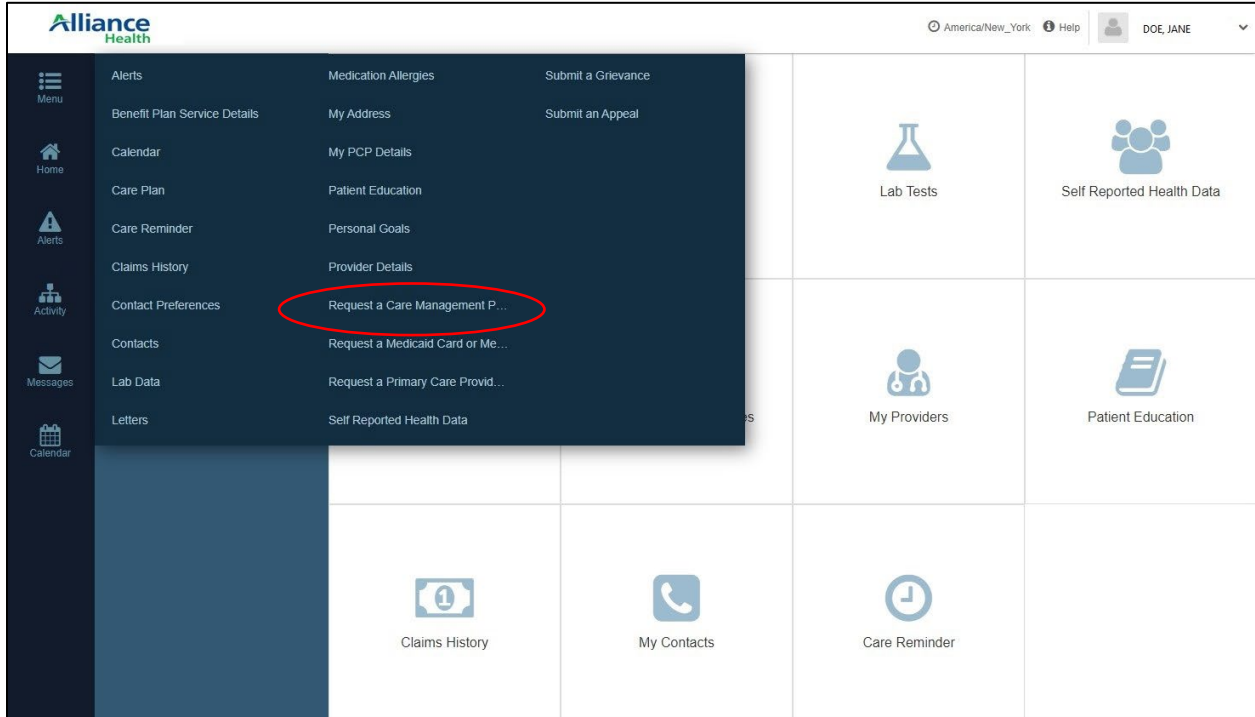 Alliance
Health
America/New_York
Help
DOE, JANE
Menu
Home
Alerts
Activity
Messages
Calendar
Alerts
Benefit Plan Service Details
Calendar
Care Plan
Care Reminder
Claims History
Contact Preferences
Contacts
Lab Data
Letters
Medication Allergies
My Address
My PCP Details
Patient Education
Personal Goals
Provider Details
Request a Care Management P...
Request a Medicaid Card or Me...
Request a Primary Care Provid...
Self Reported Health Data
Submit a Grievance
Submit an Appeal
Lab Tests
Self Reported Health Data
My Providers
Patient Education
1
Claims History
My Contacts
Care Reminder